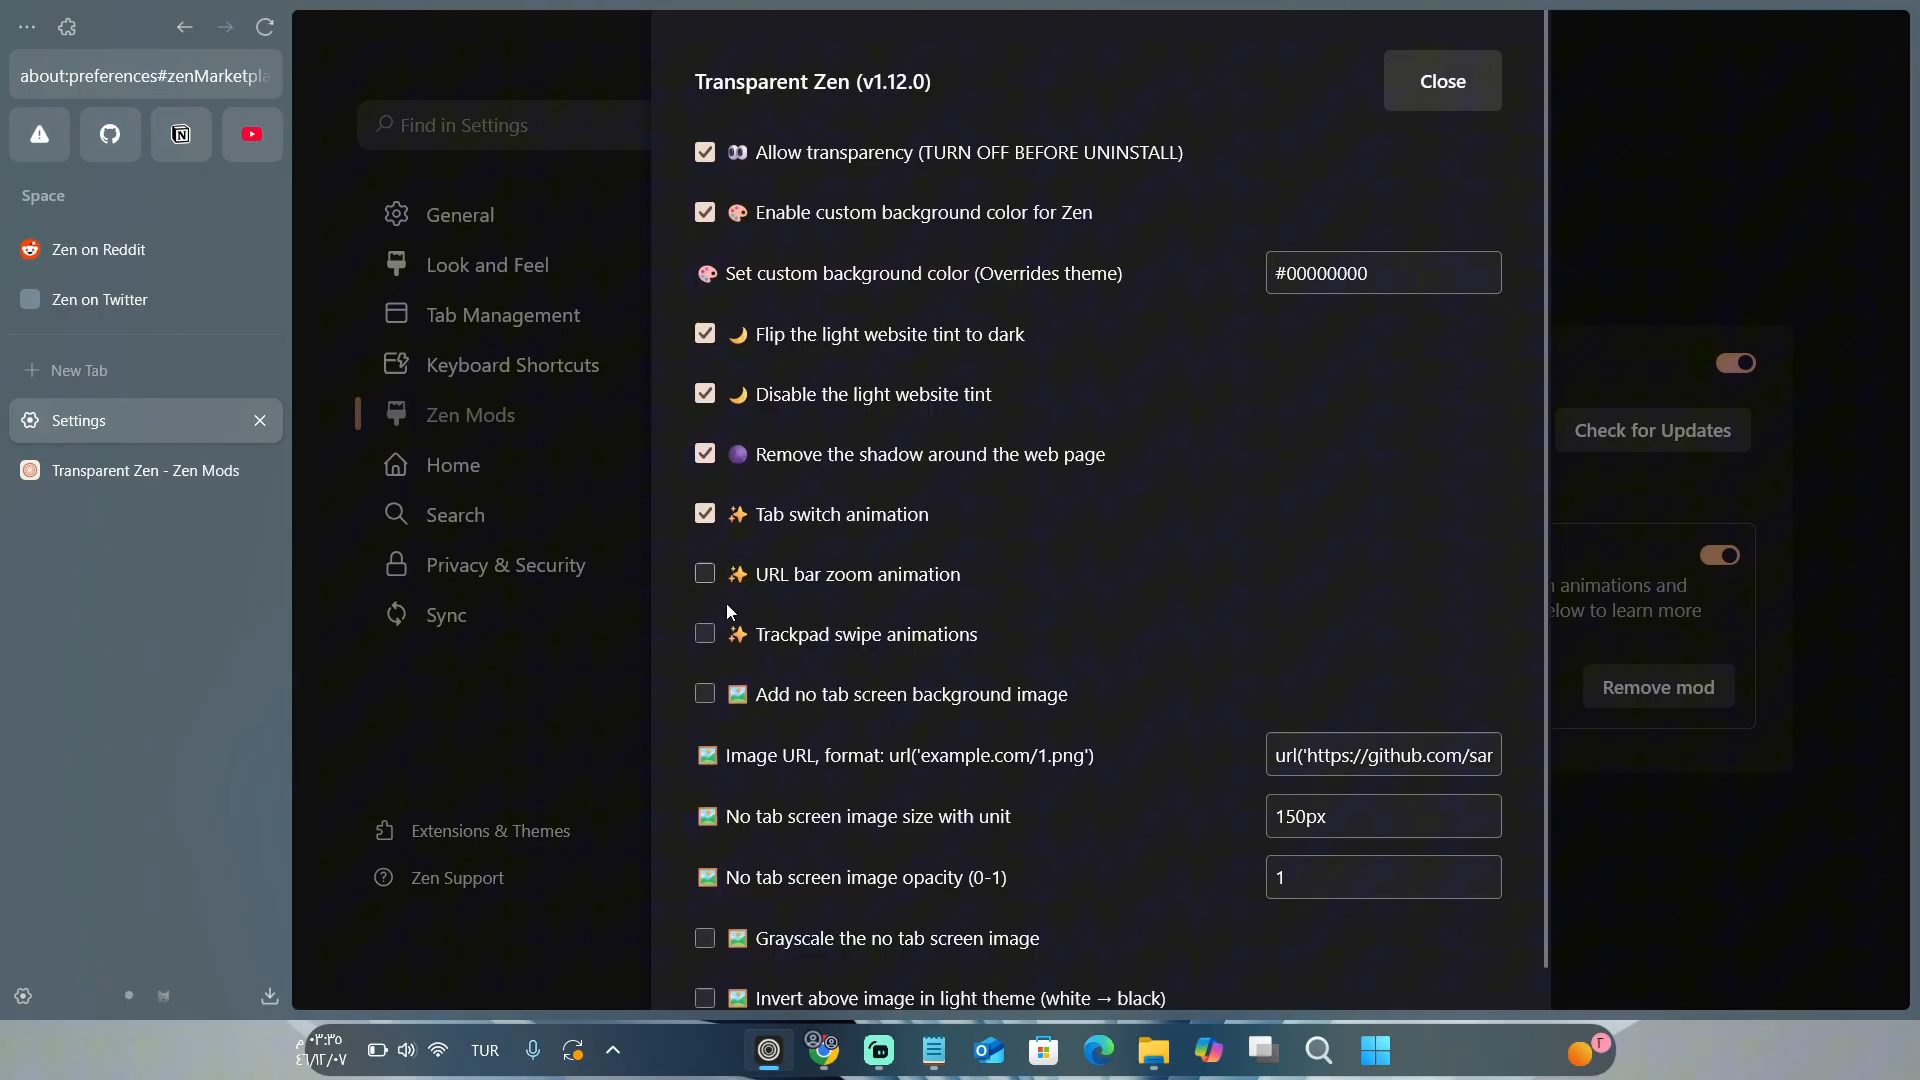 about:preferences#zenMarketpla
Space
Zen on Reddit
Zen on Twitter
New Tab
Settings
Transparent Zen - Zen Mods
Find in Settings
General
Look and Feel
Tab Management
Keyboard Shortcuts
Zen Mods
Home
Search
Privacy & Security
Sync
Extensions & Themes
Zen Support
Transparent Zen (v1.12.0)
Close
Allow transparency (TURN OFF BEFORE UNINSTALL)
Enable custom background color for Zen
Set custom background color (Overrides theme)
#00000000
Flip the light website tint to dark
Disable the light website tint
Remove the shadow around the web page
Tab switch animation
URL bar zoom animation
Trackpad swipe animations
Add no tab screen background image
Image URL, format: url('example.com/1.png')
url('https://github.com/sar
No tab screen image size with unit
150px
No tab screen image opacity (0-1)
1
Grayscale the no tab screen image
Invert above image in light theme (white → black)
Check for Updates
animations and
elow to learn more
Remove mod
٠٣:٣٥ م
٤٦/١٢/٠٧
TUR
٢